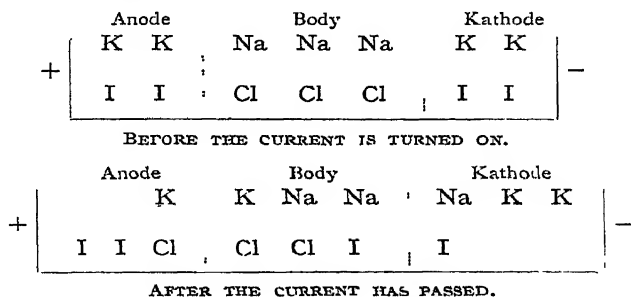 Anode Body Kathode
K K Na Na Na K K
+ −
I I Cl Cl Cl I I
BEFORE THE CURRENT IS TURNED ON.
Anode Body Kathode
K K Na Na Na K K
+ −
I I Cl Cl Cl I I
AFTER THE CURRENT HAS PASSED.